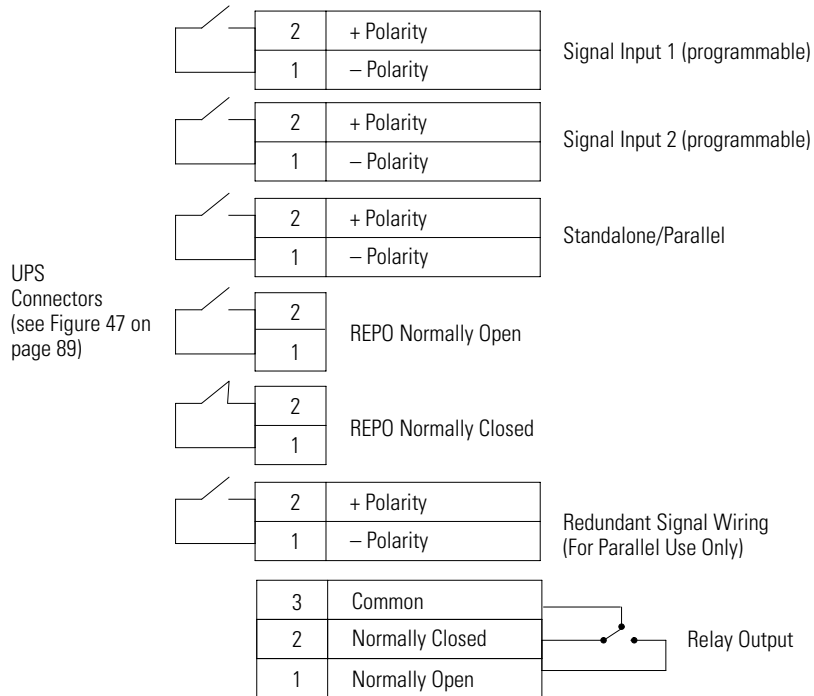 2 + Polarity
1 – Polarity
Signal Input 1 (programmable)
2 + Polarity
1 – Polarity
Signal Input 2 (programmable)
2 + Polarity
1 – Polarity
Standalone/Parallel
UPS
Connectors
(see Figure 47 on
page 89)
2
1
REPO Normally Open
2
1
REPO Normally Closed
2 + Polarity
1 – Polarity
Redundant Signal Wiring
(For Parallel Use Only)
3 Common
2 Normally Closed
1 Normally Open
Relay Output